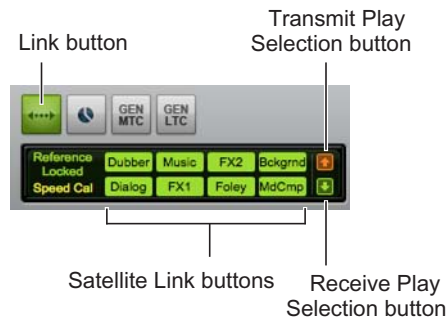 Transmit Play
Selection button
Link button
GEN
MTC
GEN
LTC
Reference
Locked
Dubber Music FX2 Bckgrnd
Speed Cal
Dialog FX1 Foley MdCmp
Satellite Link buttons
Receive Play
Selection button